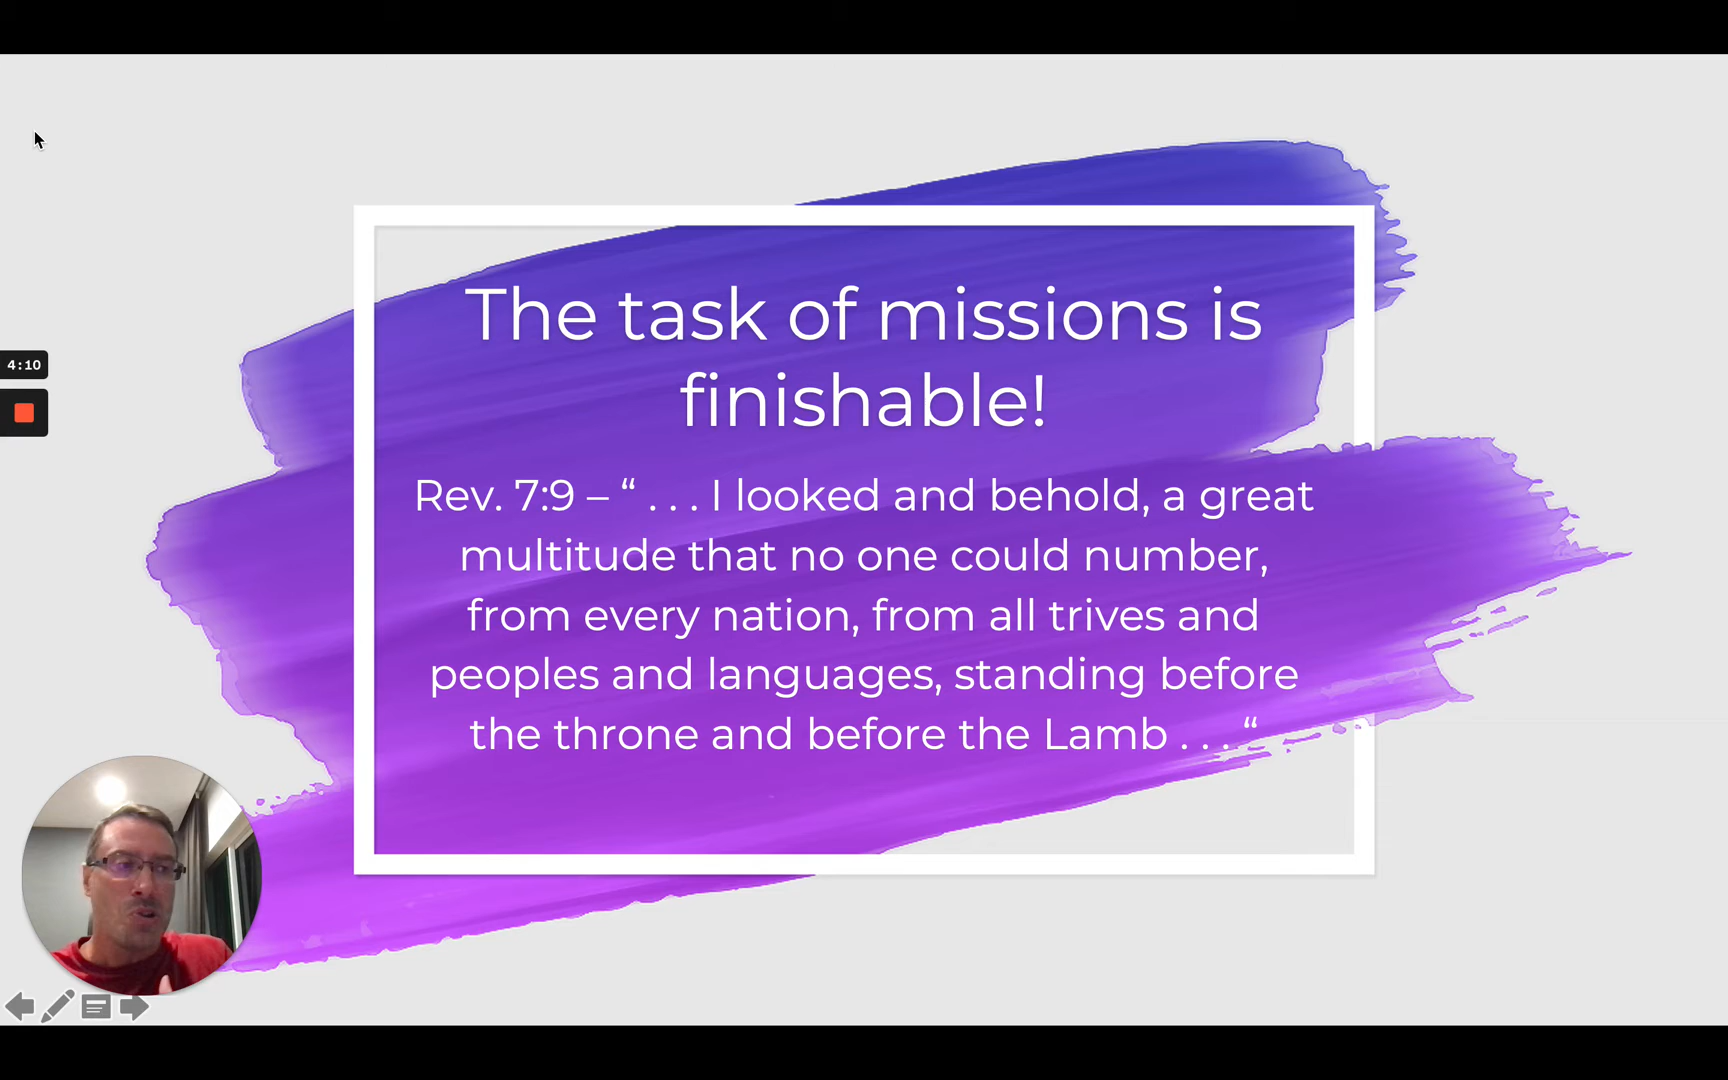 The task of missions is
finishable!
4:10
Rev. 7:9 – “ . . . I looked and behold, a great
multitude that no one could number,
from every nation, from all trives and
peoples and languages, standing before
the throne and before the Lamb . . . “